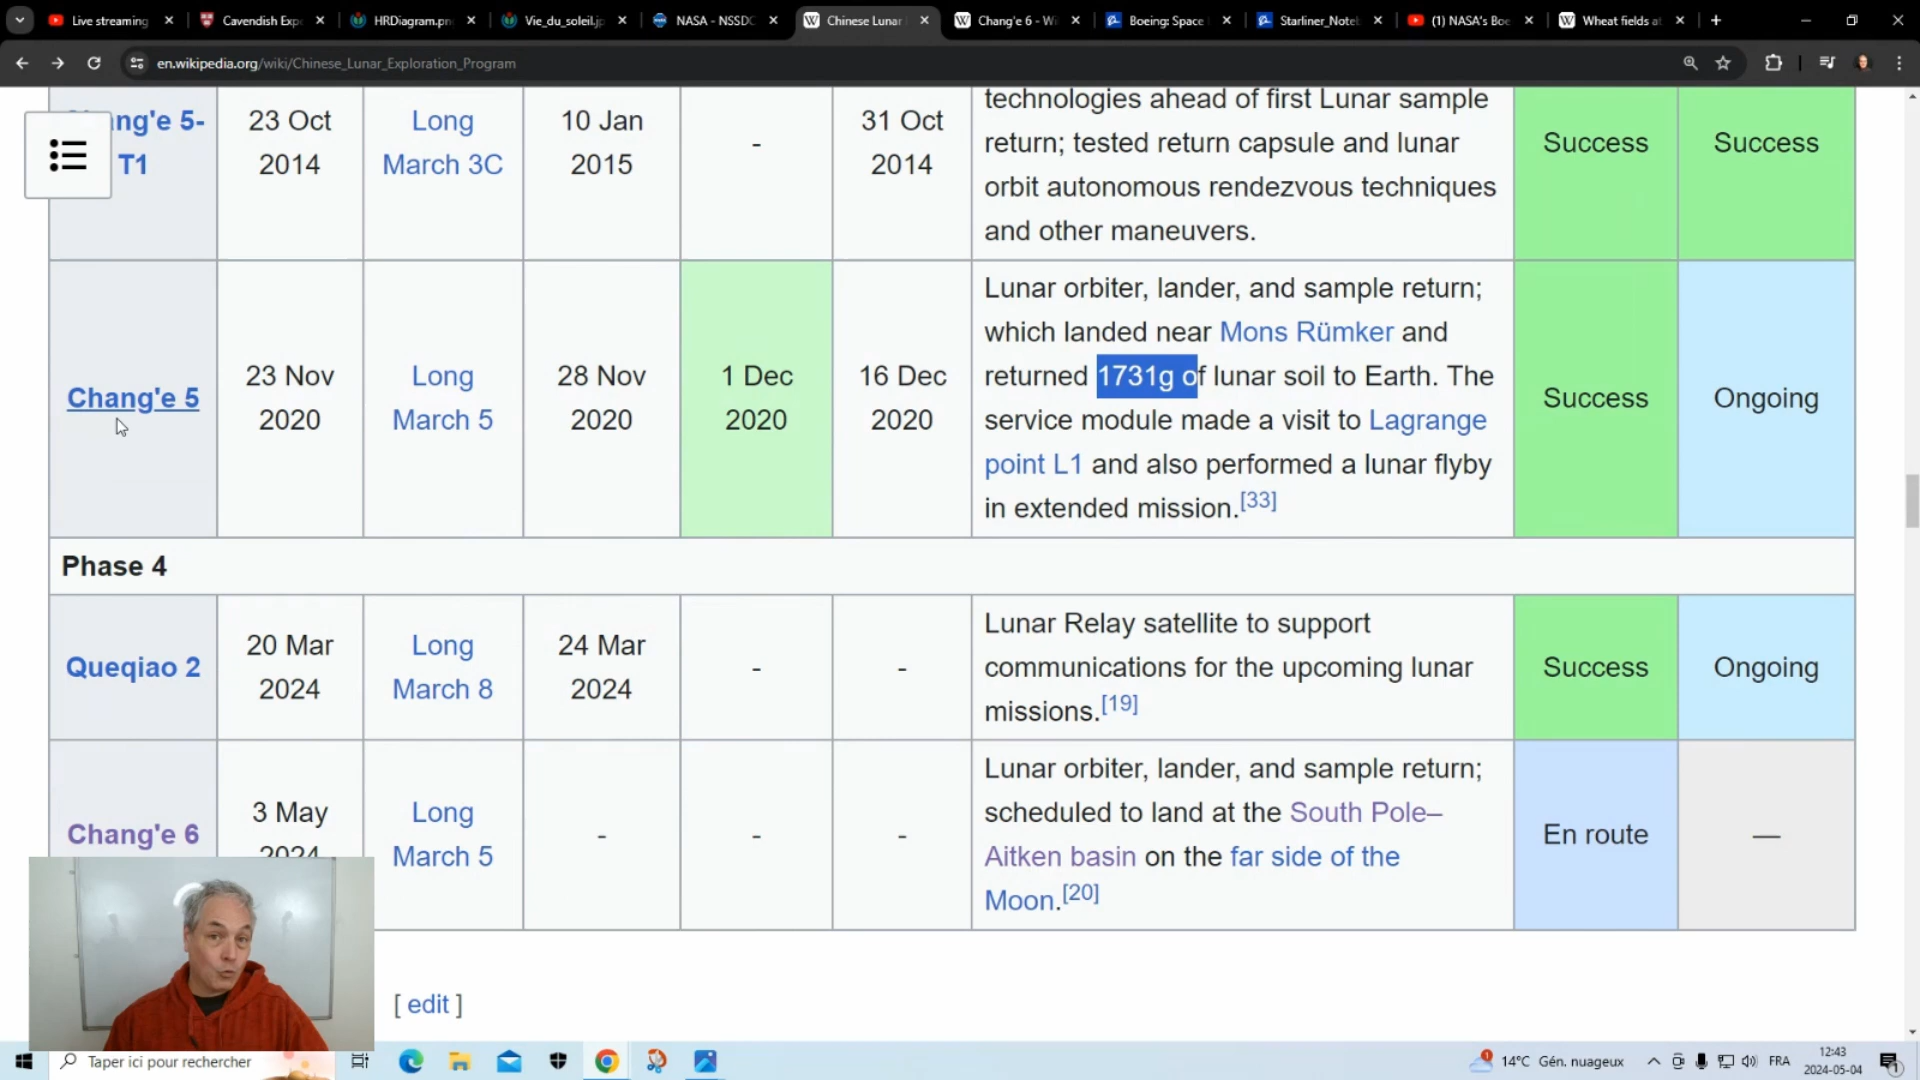 Live streaming
Cavendish Expe
HRDiagram.pn
Vie_du_soleil.j
NASA - NSSDC
Chinese Lunar
Chang'e 6 - Wi
Boeing: Space
Starliner_Note
(1) NASA's Boe
Wheat fields a
en.wikipedia.org/wiki/Chinese_Lunar_Exploration_Program
ang'e 5-
T1
23 Oct
2014
Long
March 3C
10 Jan
2015
-
31 Oct
2014
technologies ahead of first Lunar sample
return; tested return capsule and lunar
orbit autonomous rendezvous techniques
and other maneuvers.
Success
Success
Chang'e 5
23 Nov
2020
Long
March 5
28 Nov
2020
1 Dec
2020
16 Dec
2020
Lunar orbiter, lander, and sample return;
which landed near Mons Rümker and
returned 1731g of lunar soil to Earth. The
service module made a visit to Lagrange
point L1 and also performed a lunar flyby
in extended mission.[33]
Success
Ongoing
Phase 4
Queqiao 2
20 Mar
2024
Long
March 8
24 Mar
2024
-
-
Lunar Relay satellite to support
communications for the upcoming lunar
missions.[19]
Success
Ongoing
Chang'e 6
3 May
2024
Long
March 5
-
-
-
Lunar orbiter, lander, and sample return;
scheduled to land at the South Pole–
Aitken basin on the far side of the
Moon.[20]
En route
—
[ edit ]
Taper ici pour rechercher
1
14°C Gén. nuageux
FRA
12:43
2024-05-04
1